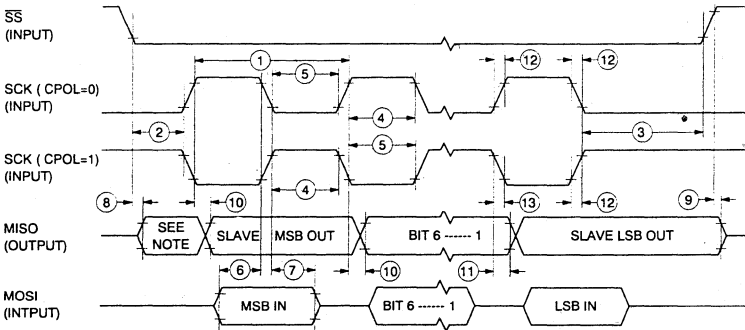 SS
(INPUT)
1
12
12
SCK ( CPOL=0)
(INPUT)
5
2
4
3
SCK ( CPOL=1)
(INPUT)
5
4
8
10
13
12
9
MISO
(OUTPUT)
SEE
NOTE
SLAVE
MSB OUT
BIT 6 ------ 1
SLAVE LSB OUT
6
7
10
11
MOSI
(INTPUT)
MSB IN
BIT 6 ------ 1
LSB IN